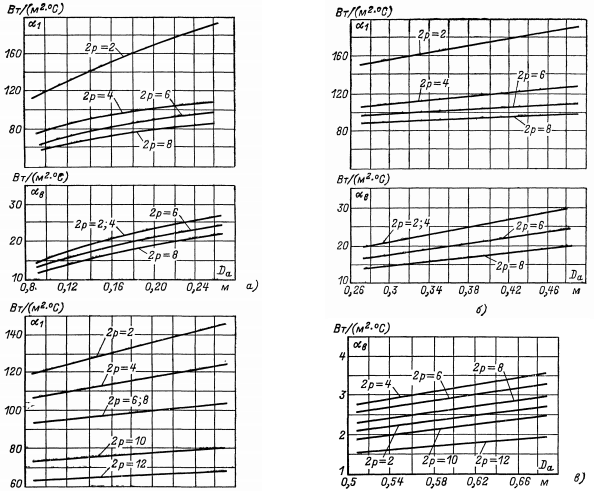 Вт/(м²·°С)
α₁
160
120
80
2p=2
2p=4
2p=6
2p=8
Вт/(м²·°С)
αв
30
20
10
2p=2;4
2p=6
2p=8
0,8
0,12
0,16
0,20
0,24
Dа
м
а)
Вт/(м²·°С)
α₁
160
120
80
2p=2
2p=4
2p=6
2p=8
Вт/(м²·°С)
αв
30
20
10
2p=2;4
2p=6
2p=8
0,26
0,3
0,34
0,38
0,42
0,46
Dа
м
б)
Вт/(м²·°С)
α₁
140
120
100
80
60
2p=2
2p=4
2p=6;8
2p=10
2p=12
Вт/(м²·°С)
αв
4
3
2
1
2p=4
2p=6
2p=8
2p=2
2p=10
2p=12
0,5
0,54
0,58
0,62
0,66
Dа
м
в)